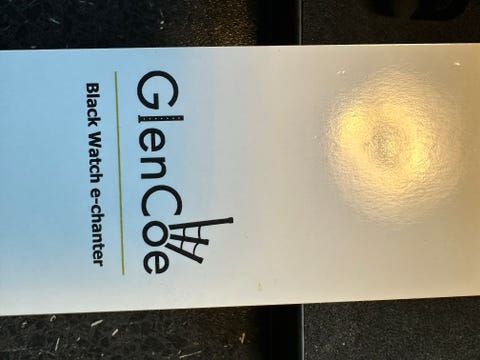 GlenCoe
Black Watch e-chanter